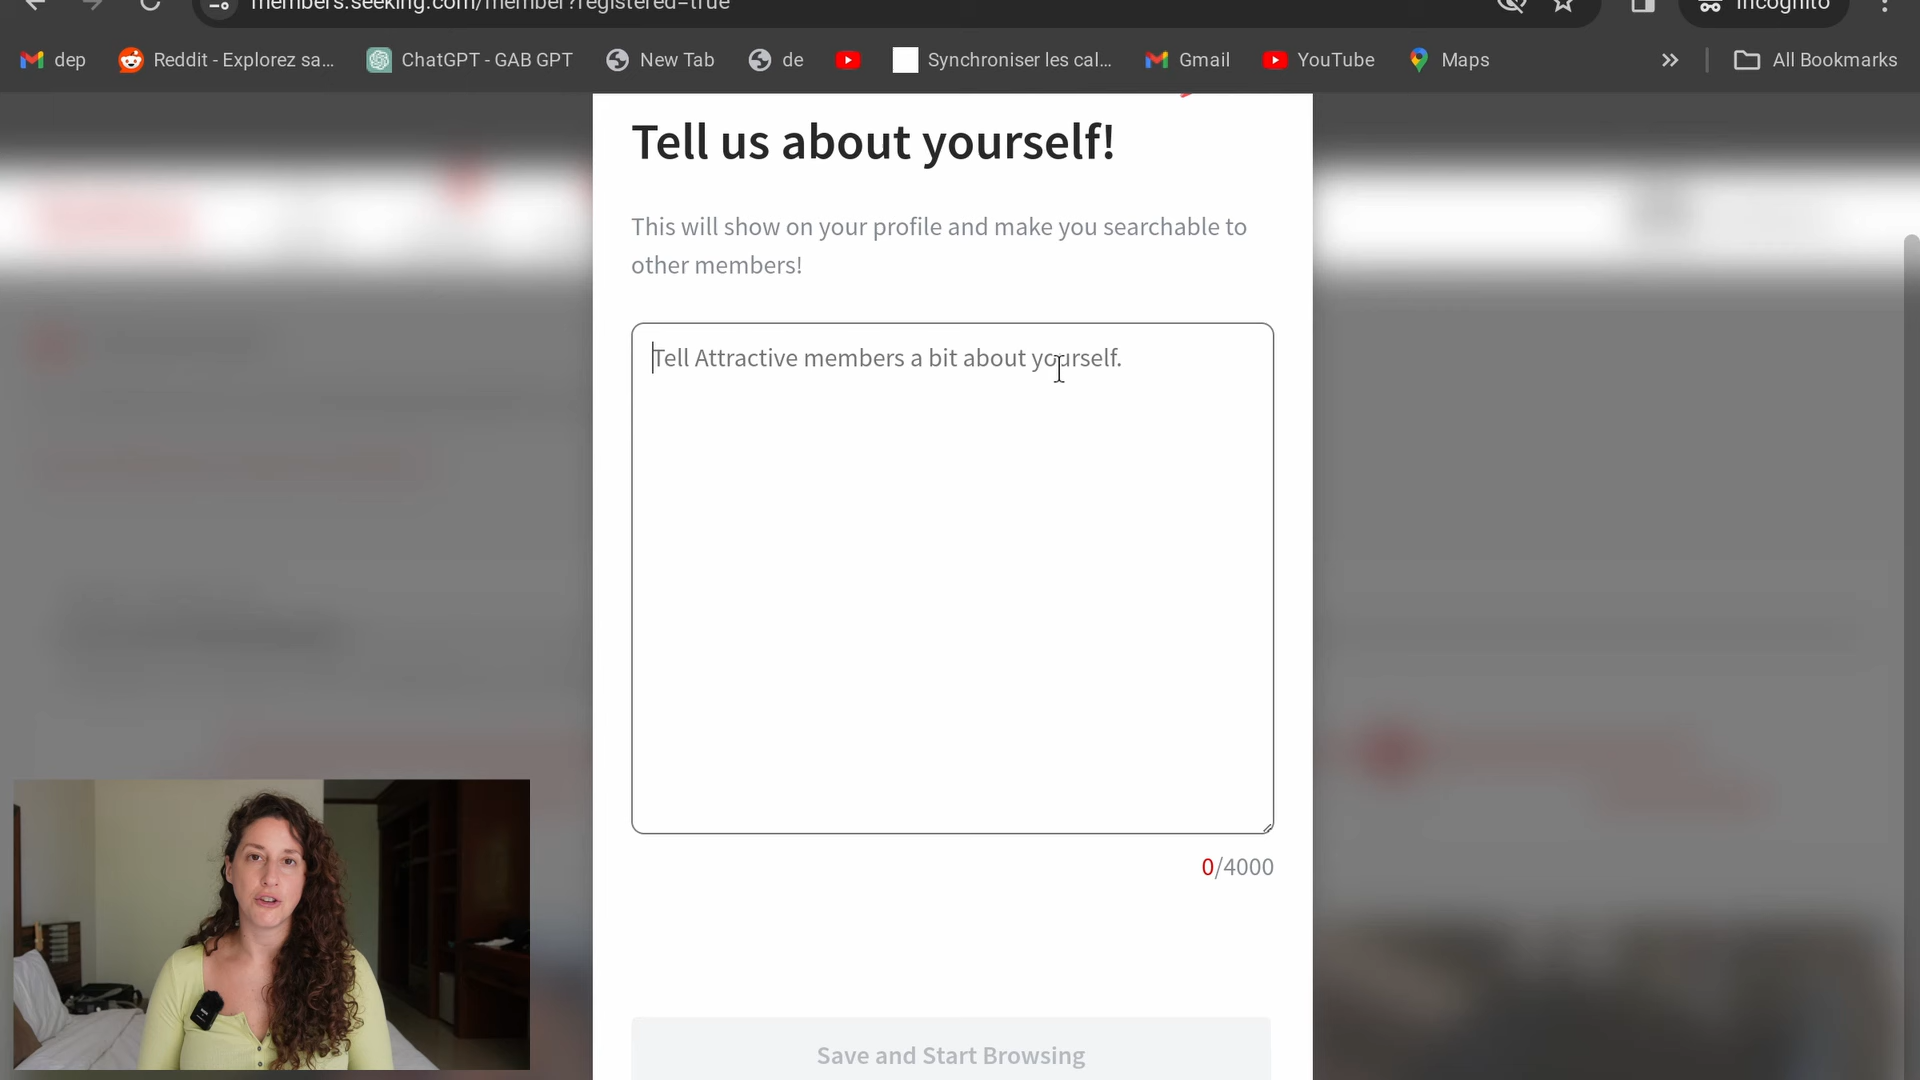 members.seeking.com/member?registered=true
Incognito
dep
Reddit - Explorez sa...
ChatGPT - GAB GPT
New Tab
de
Synchroniser les cal...
Gmail
YouTube
Maps
All Bookmarks
Tell us about yourself!
This will show on your profile and make you searchable to
other members!
Tell Attractive members a bit about yourself.
0/4000
Save and Start Browsing